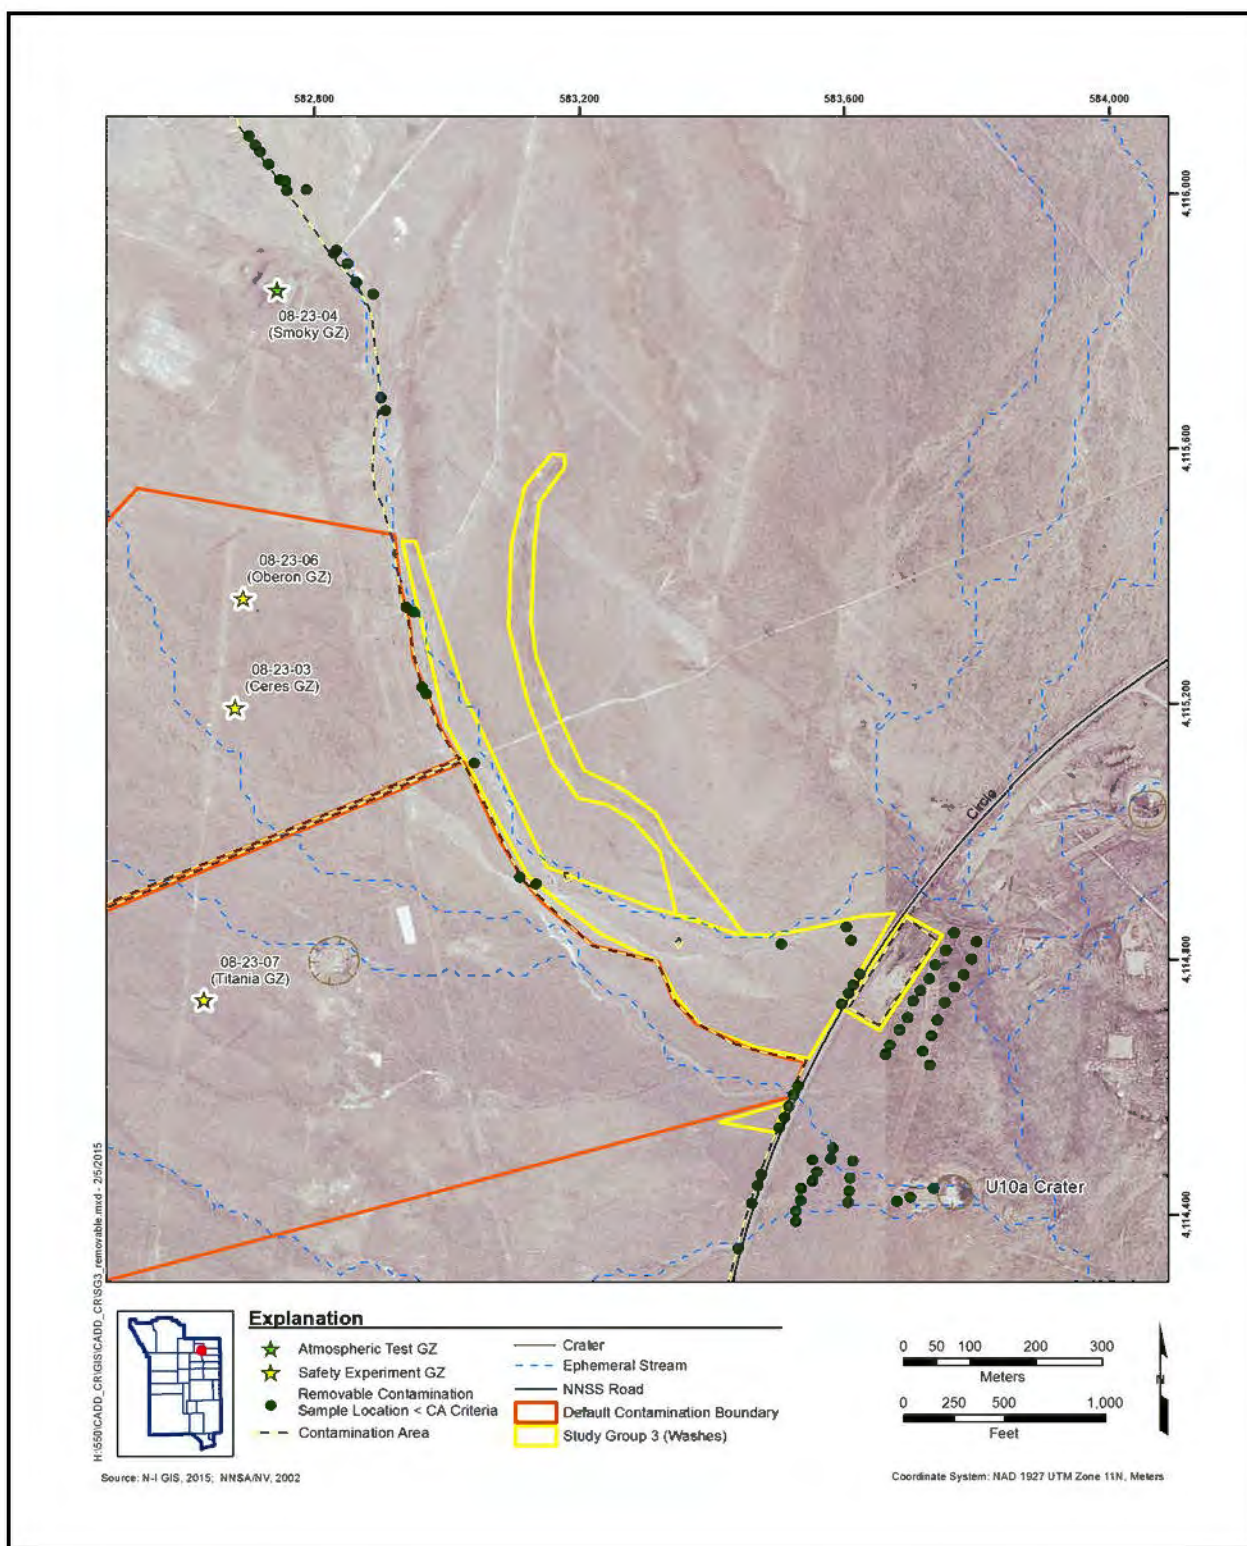 582,800
583,200
583,600
584,000
4,116,000
08-23-04
(Smoky GZ)
4,115,600
08-23-06
(Oberon GZ)
08-23-03
(Ceres GZ)
4,115,200
Circle
08-23-07
(Titania GZ)
4,114,800
U10a Crater
4,114,400
H:\550\CADD_CR\GIS\CADD_CR\SG3_removable.mxd - 2/5/2015
Explanation
Atmospheric Test GZ
Safety Experiment GZ
Removable Contamination
Sample Location < CA Criteria
Contamination Area
Crater
Ephemeral Stream
NNSS Road
Default Contamination Boundary
Study Group 3 (Washes)
0 50 100 200 300
Meters
0 250 500 1,000
Feet
N
Source: N-I GIS, 2015; NNSA/NV, 2002
Coordinate System: NAD 1927 UTM Zone 11N, Meters